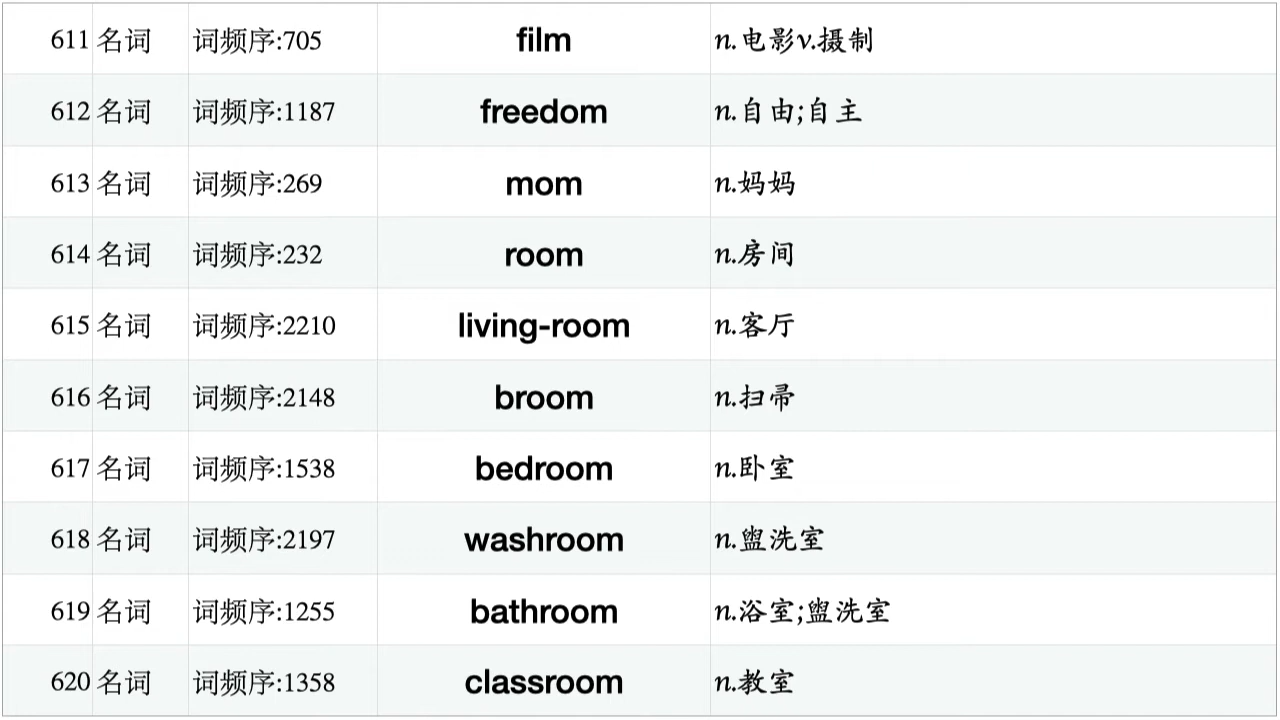 611 名词 词频序:705 film n.电影v.摄制
612 名词 词频序:1187 freedom n.自由;自主
613 名词 词频序:269 mom n.妈妈
614 名词 词频序:232 room n.房间
615 名词 词频序:2210 living-room n.客厅
616 名词 词频序:2148 broom n.扫帚
617 名词 词频序:1538 bedroom n.卧室
618 名词 词频序:2197 washroom n.盥洗室
619 名词 词频序:1255 bathroom n.浴室;盥洗室
620 名词 词频序:1358 classroom n.教室